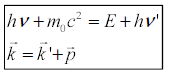 hν + m₀c² = E + hν'
k⃗ = k⃗' + p⃗